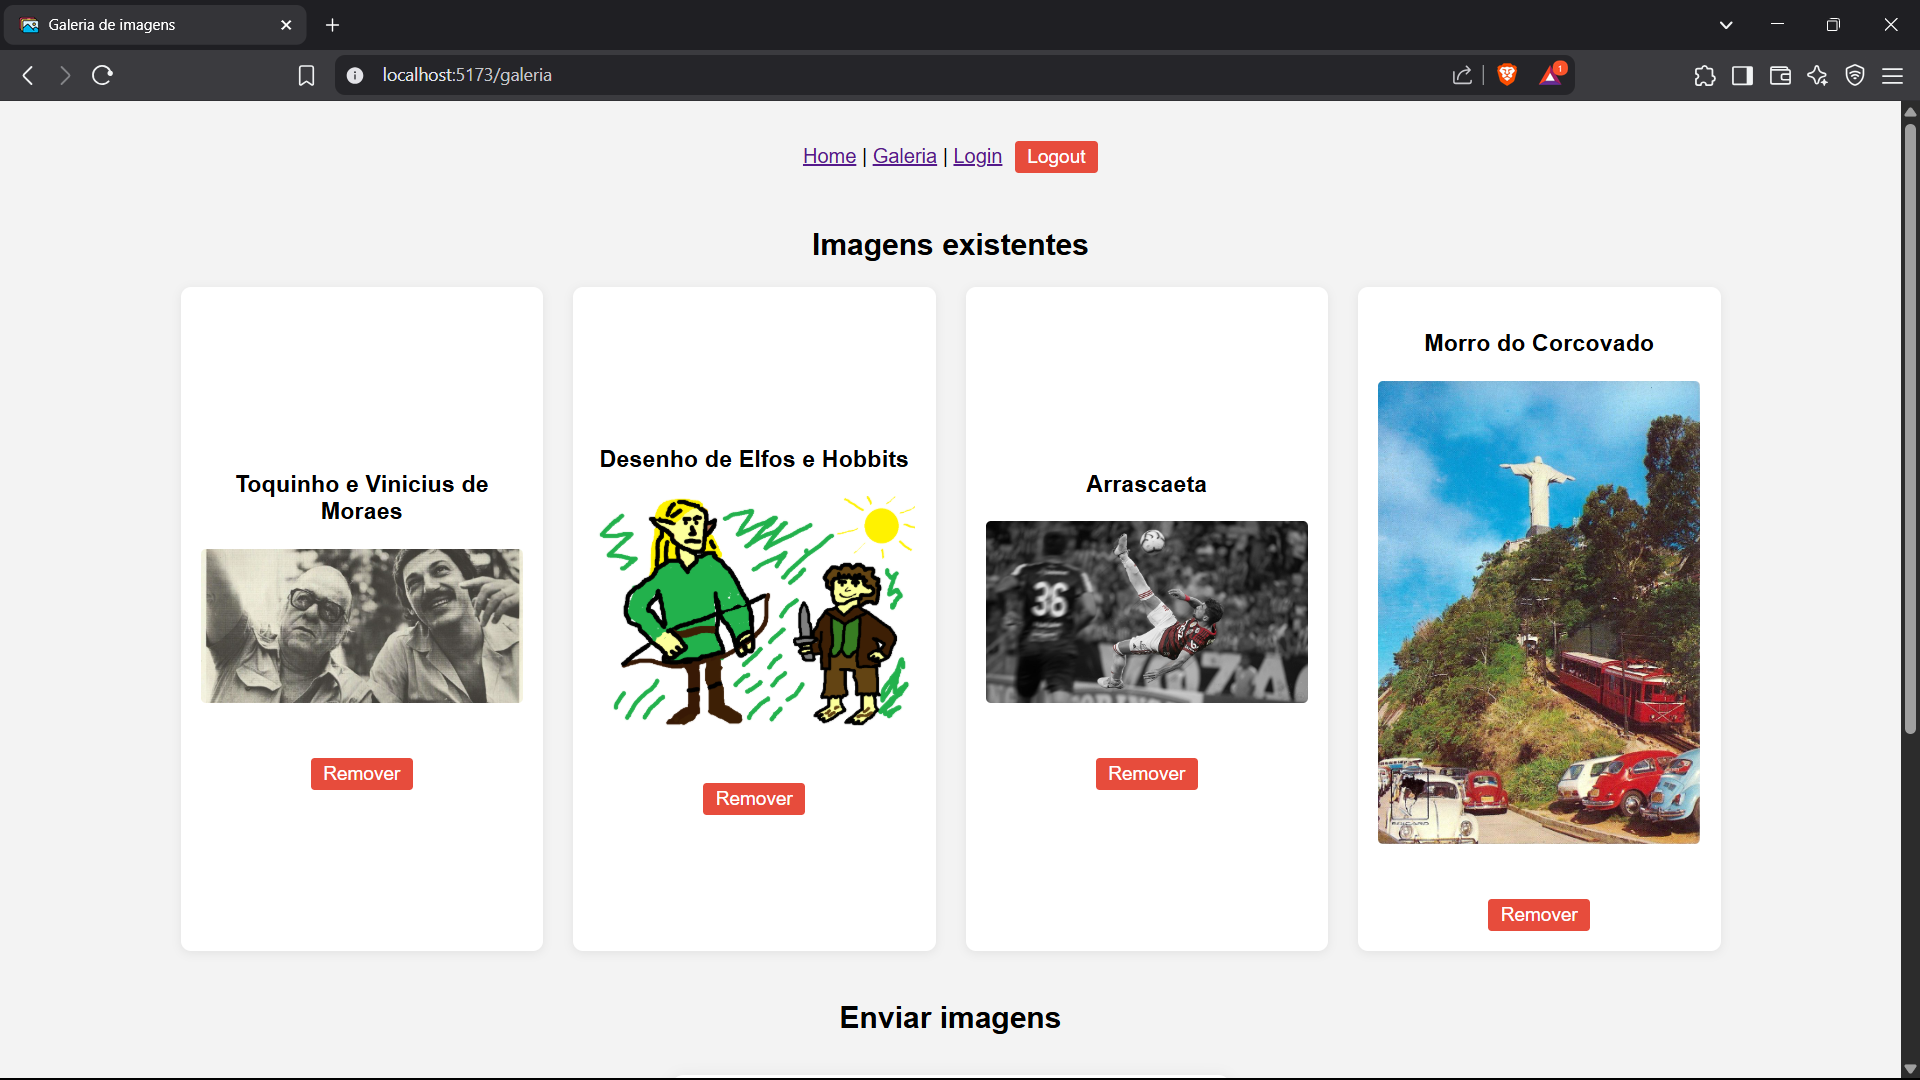 Galeria de imagens
localhost:5173/galeria
1
Home | Galeria | Login Logout
Imagens existentes
Toquinho e Vinicius de
Moraes
Remover
Desenho de Elfos e Hobbits
Remover
Arrascaeta
36
Remover
Morro do Corcovado
Remover
Enviar imagens